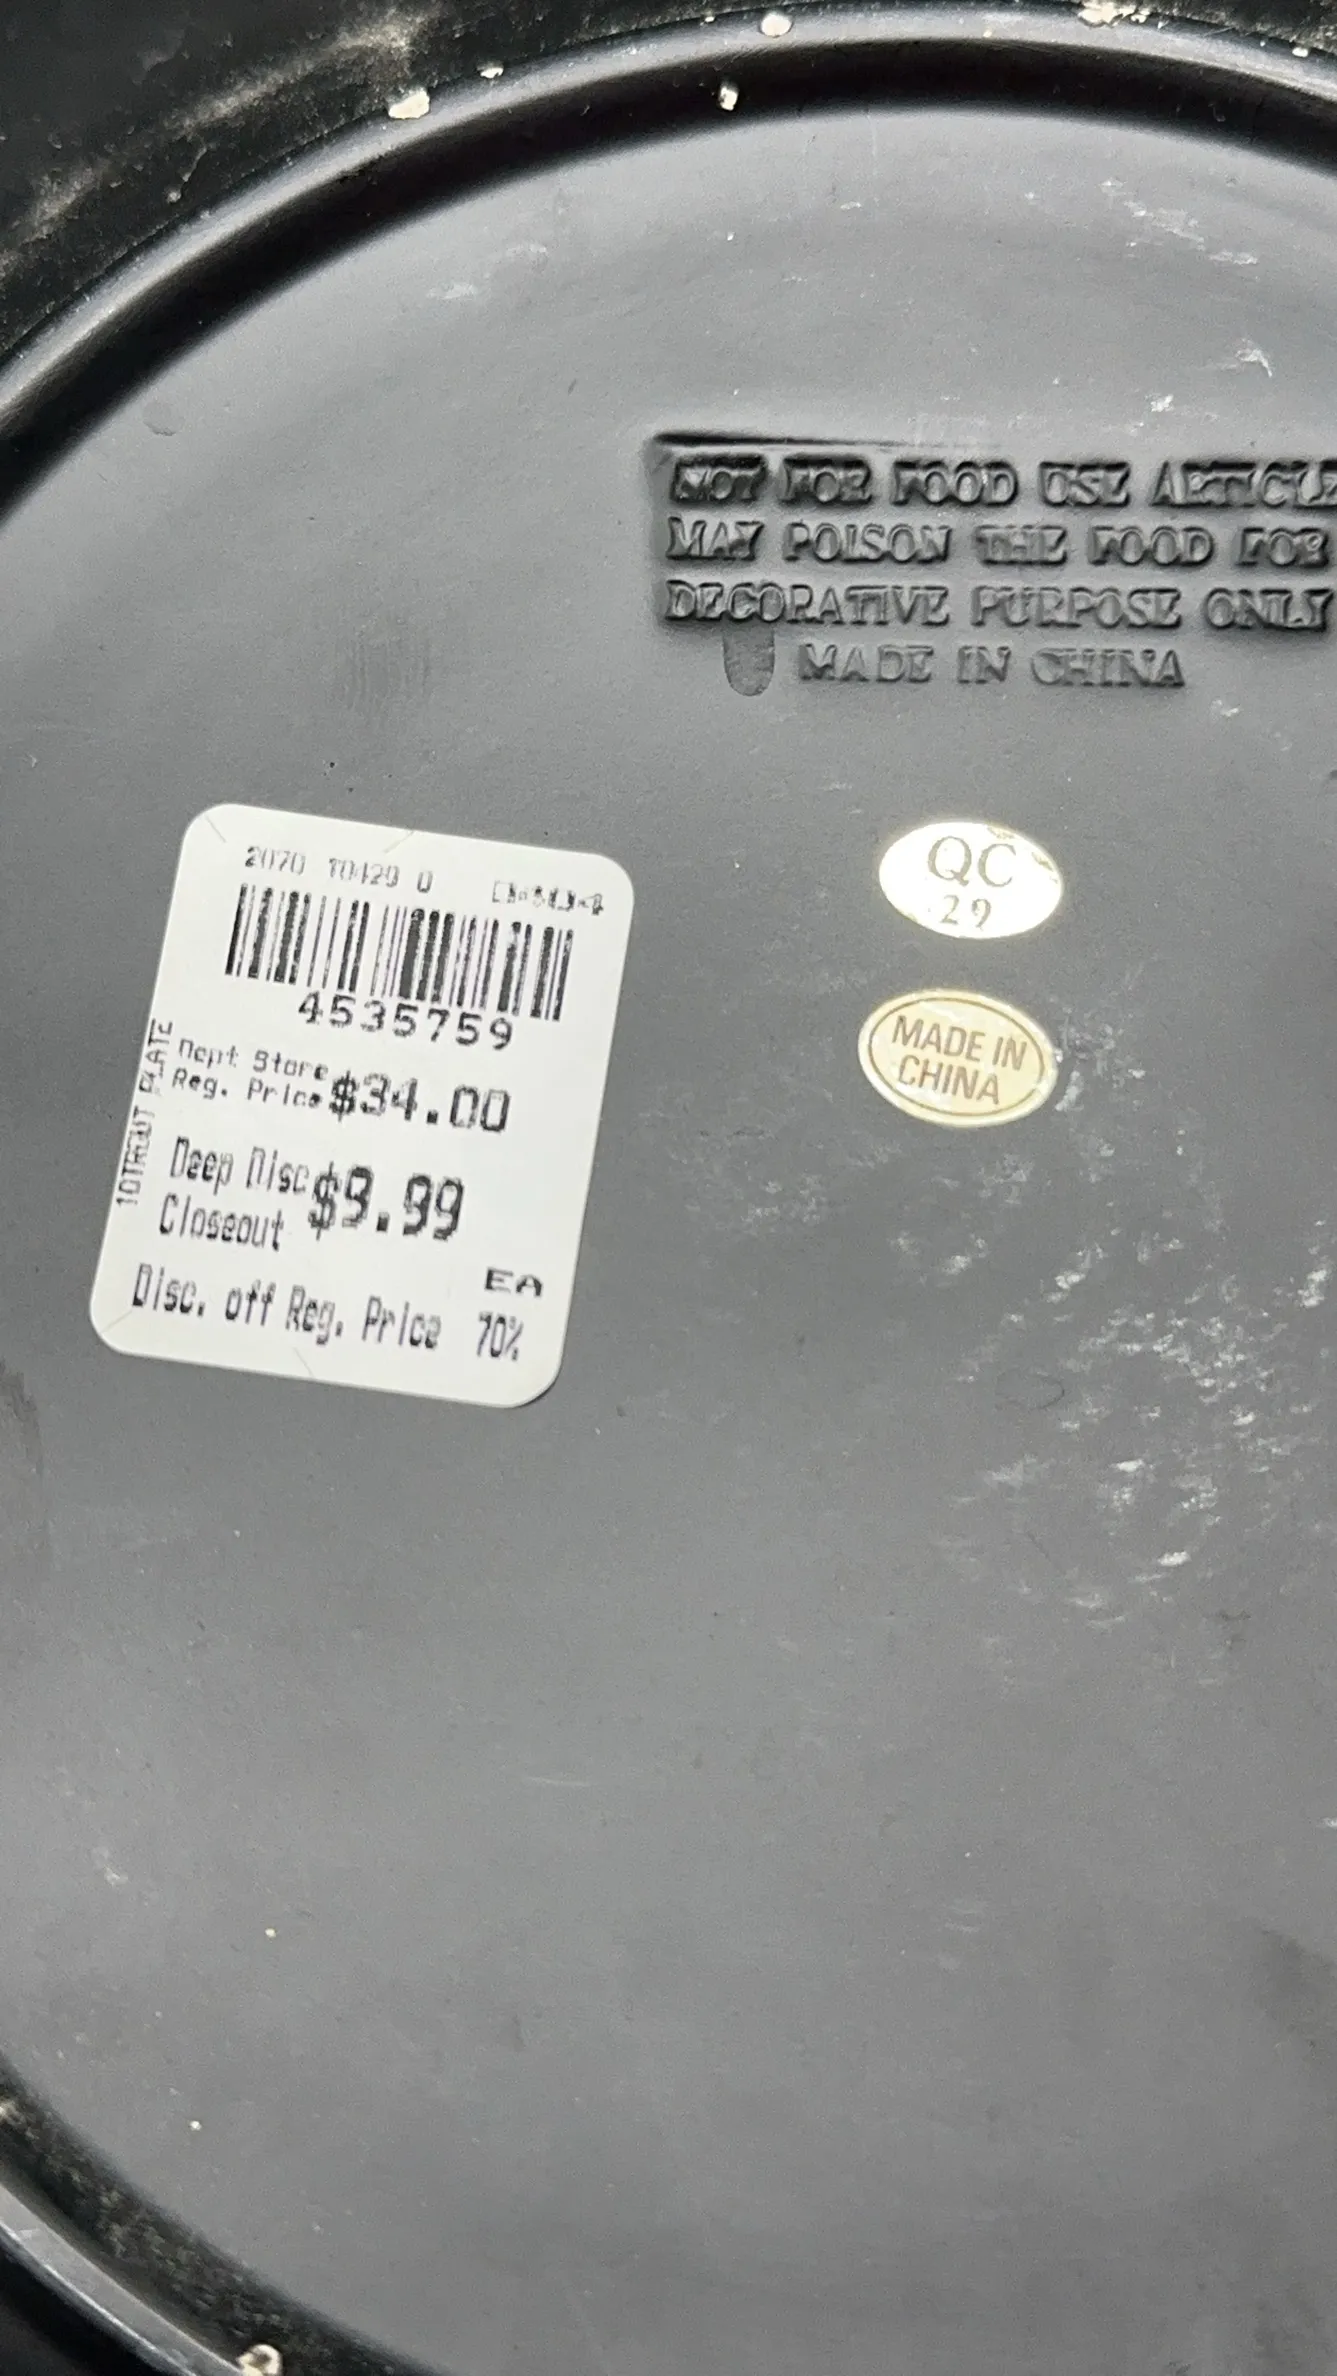 NOT FOR FOOD USE ARTICLE
MAY POISON THE FOOD FOR
DECORATIVE PURPOSE ONLY
MADE IN CHINA
QC
29
MADE IN
CHINA
2070 T0429 0
4535759
10TROUT PLATE
Dept Store
Reg. Price $34.00
Deep Disc
Closeout $9.99
EA
Disc. off Reg. Price 70%